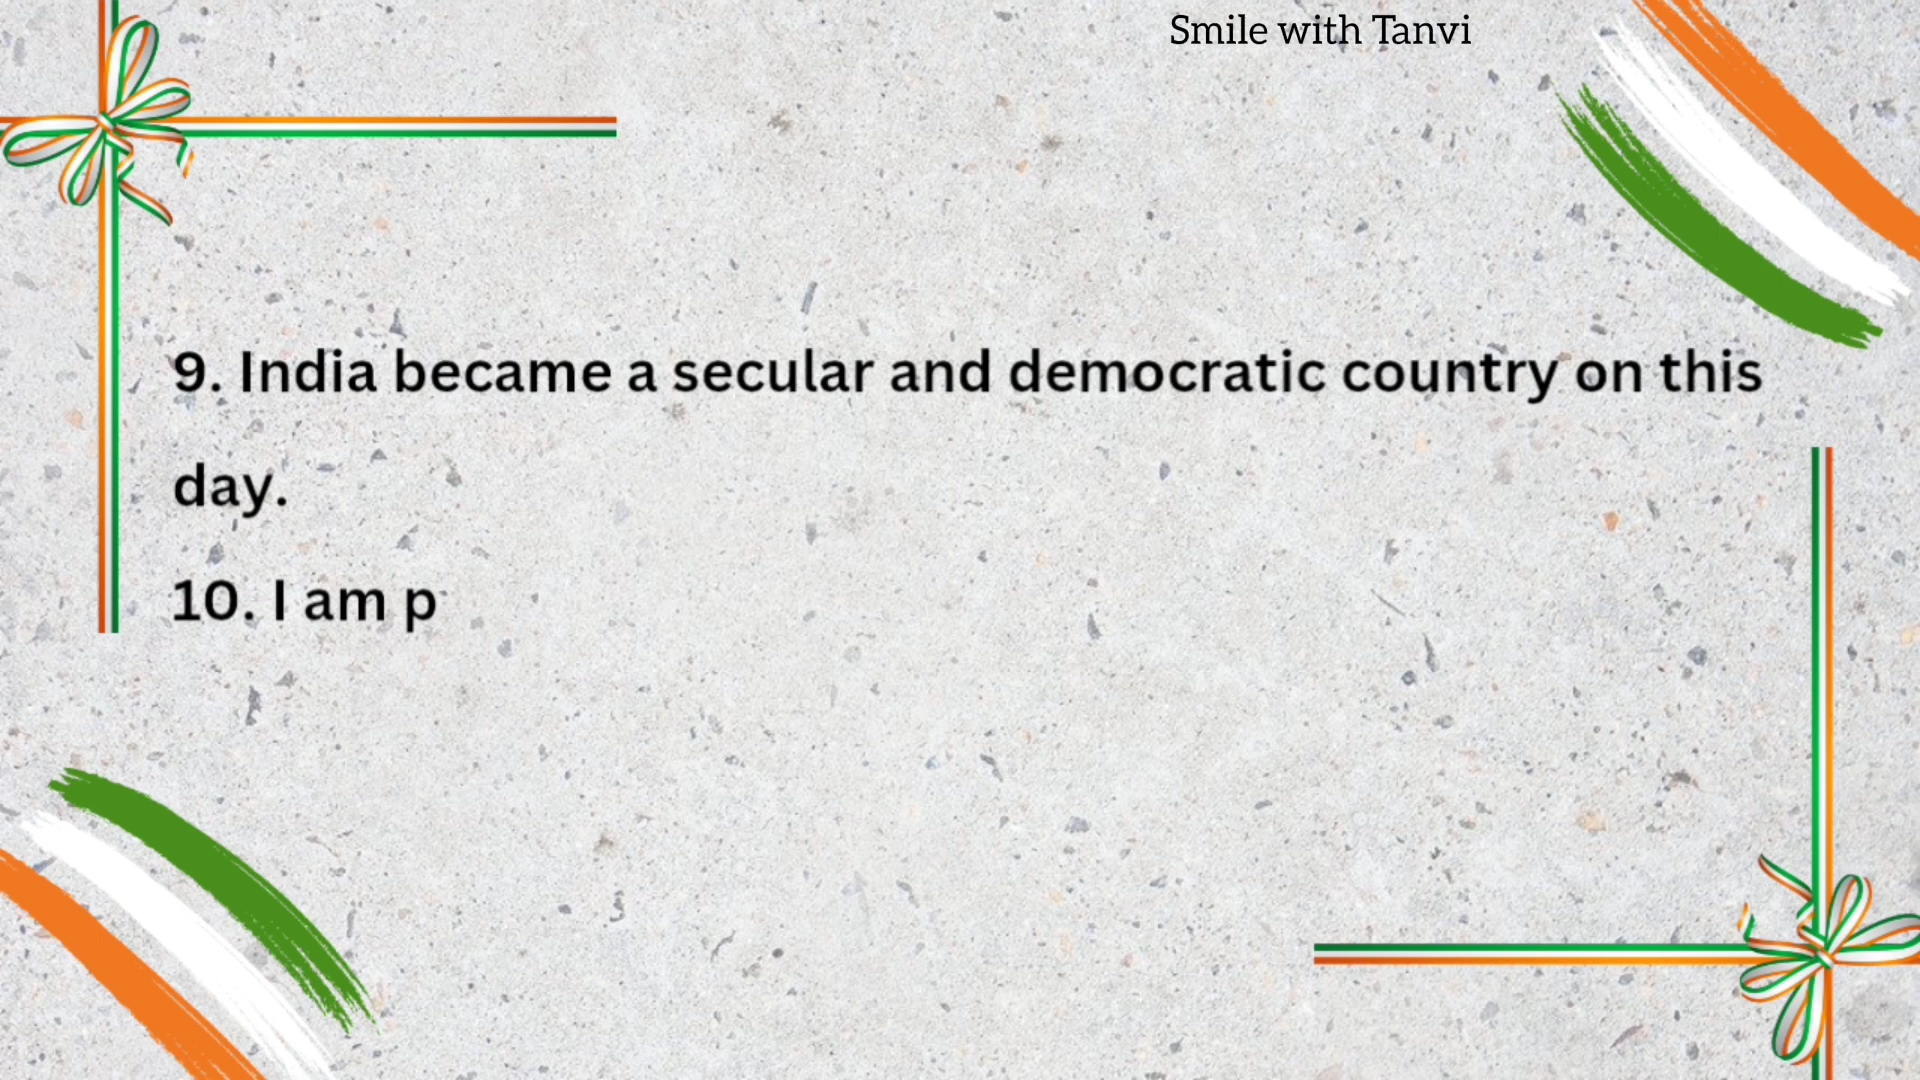 Smile with Tanvi
9. India became a secular and democratic country on this
day.
10. I am p